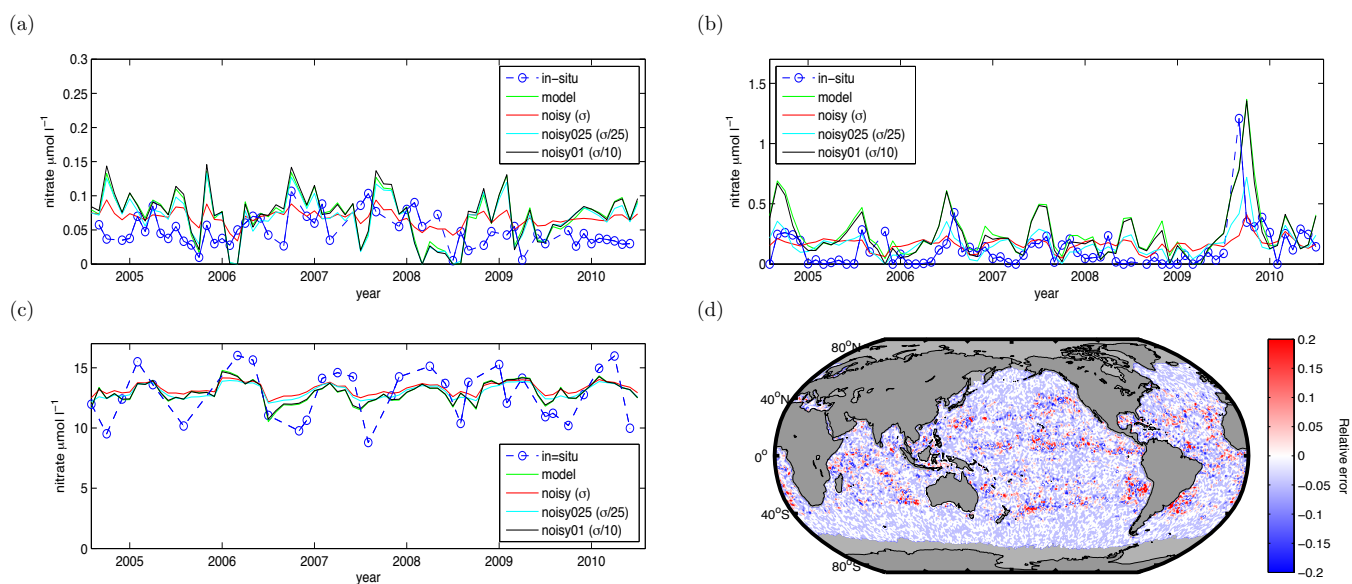 (a)
0.3
0.25
0.2
0.15
0.1
0.05
0
nitrate μmol l⁻¹
2005
2006
2007
2008
2009
2010
year
in−situ
model
noisy (σ)
noisy025 (σ/25)
noisy01 (σ/10)
(b)
1.5
1
0.5
0
nitrate μmol l⁻¹
2005
2006
2007
2008
2009
2010
year
in−situ
model
noisy (σ)
noisy025 (σ/25)
noisy01 (σ/10)
(c)
15
10
5
0
nitrate μmol l⁻¹
2005
2006
2007
2008
2009
2010
year
in=situ
model
noisy (σ)
noisy025 (σ/25)
noisy01 (σ/10)
(d)
80°N
40°N
0°
40°S
80°S
0.2
0.15
0.1
0.05
0
−0.05
−0.1
−0.15
−0.2
Relative error